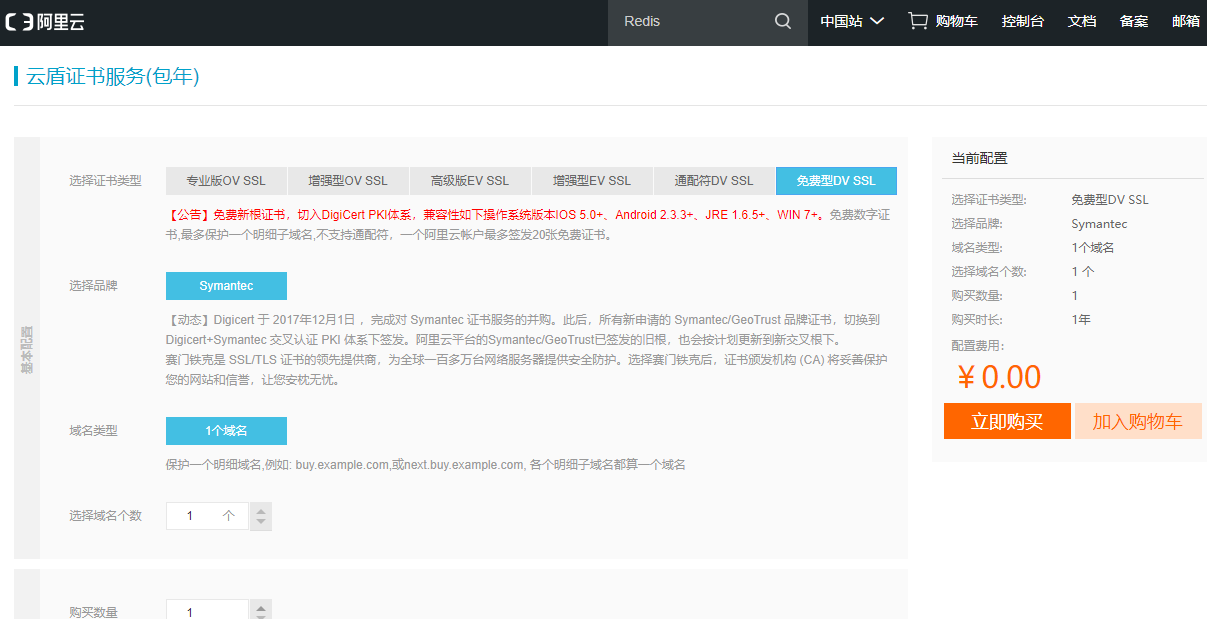 阿里云
Redis
中国站
购物车
控制台
文档
备案
邮箱
云盾证书服务(包年)
基本配置
选择证书类型
专业版OV SSL
增强型OV SSL
高级版EV SSL
增强型EV SSL
通配符DV SSL
免费型DV SSL
【公告】免费新根证书，切入DigiCert PKI体系，兼容性如下操作系统版本IOS 5.0+、Android 2.3.3+、JRE 1.6.5+、WIN 7+。免费数字证
书,最多保护一个明细子域名,不支持通配符，一个阿里云帐户最多签发20张免费证书。
选择品牌
Symantec
【动态】Digicert 于 2017年12月1日 ，完成对 Symantec 证书服务的并购。此后，所有新申请的 Symantec/GeoTrust 品牌证书，切换到
Digicert+Symantec 交叉认证 PKI 体系下签发。阿里云平台的Symantec/GeoTrust已签发的旧根，也会按计划更新到新交叉根下。
赛门铁克是 SSL/TLS 证书的领先提供商，为全球一百多万台网络服务器提供安全防护。选择赛门铁克后，证书颁发机构 (CA) 将妥善保护
您的网站和信誉，让您安枕无忧。
域名类型
1个域名
保护一个明细域名,例如: buy.example.com,或next.buy.example.com, 各个明细子域名都算一个域名
选择域名个数
1 个
购买数量
1
当前配置
选择证书类型: 免费型DV SSL
选择品牌: Symantec
域名类型: 1个域名
选择域名个数: 1 个
购买数量: 1
购买时长: 1年
配置费用:
¥ 0.00
立即购买
加入购物车